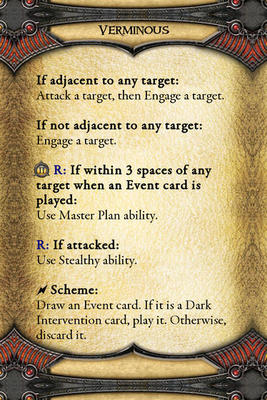 Verminous
If adjacent to any target:
Attack a target, then Engage a target.
If not adjacent to any target:
Engage a target.
R: If within 3 spaces of any
target when an Event card is
played:
Use Master Plan ability.
R: If attacked:
Use Stealthy ability.
Scheme:
Draw an Event card. If it is a Dark
Intervention card, play it. Otherwise,
discard it.